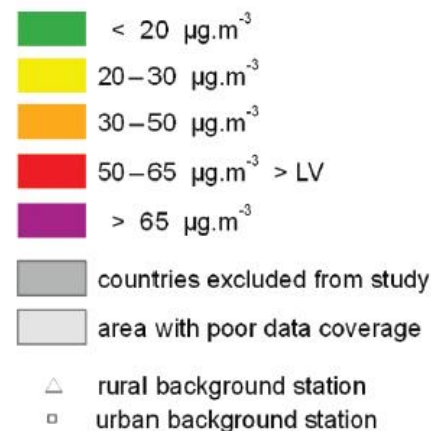 < 20 µg.m-3
20–30 µg.m-3
30–50 µg.m-3
50–65 µg.m-3 > LV
> 65 µg.m-3
countries excluded from study
area with poor data coverage
rural background station
urban background station